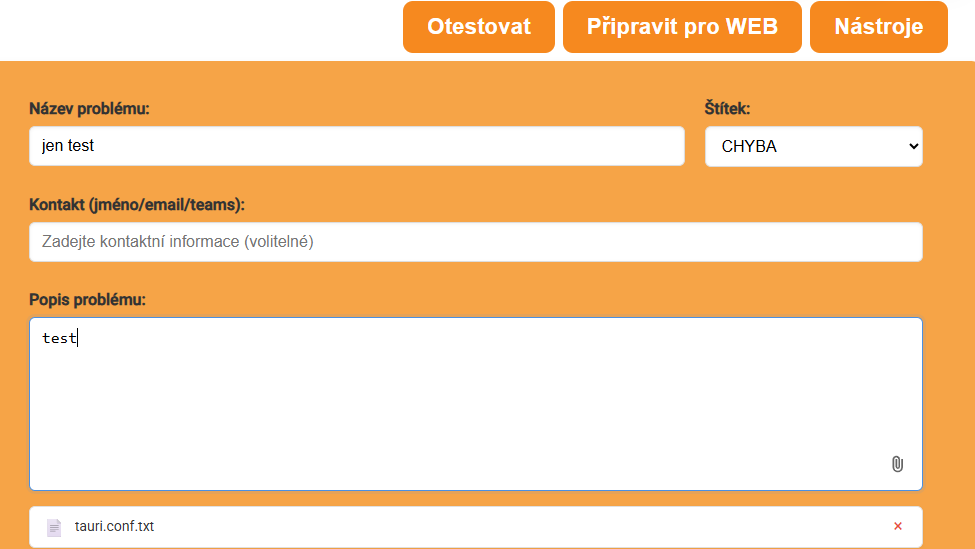 Otestovat Připravit pro WEB Nástroje
Název problému: Štítek:
jen test CHYBA
Kontakt (jméno/email/teams):
Zadejte kontaktní informace (volitelné)
Popis problému:
test
tauri.conf.txt ×